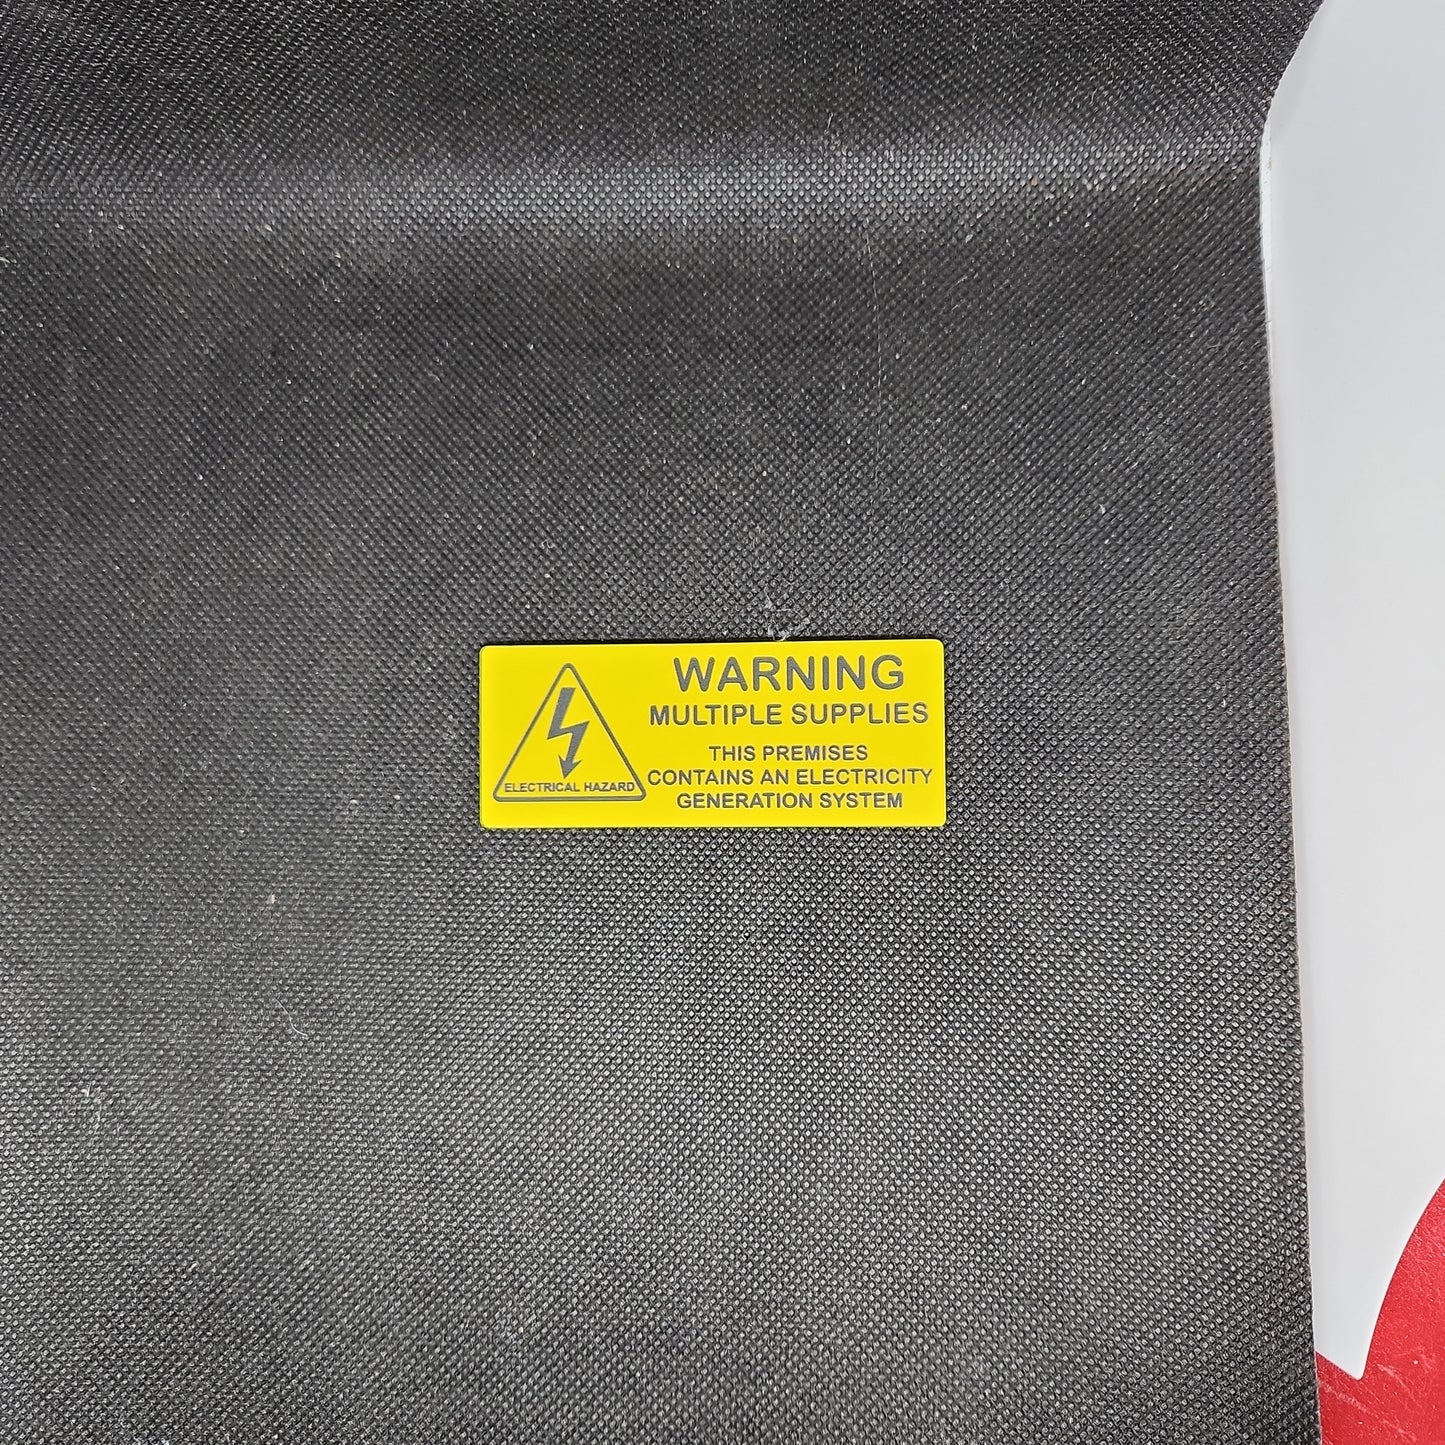 WARNING
MULTIPLE SUPPLIES
THIS PREMISES
CONTAINS AN ELECTRICITY
GENERATION SYSTEM
ELECTRICAL HAZARD